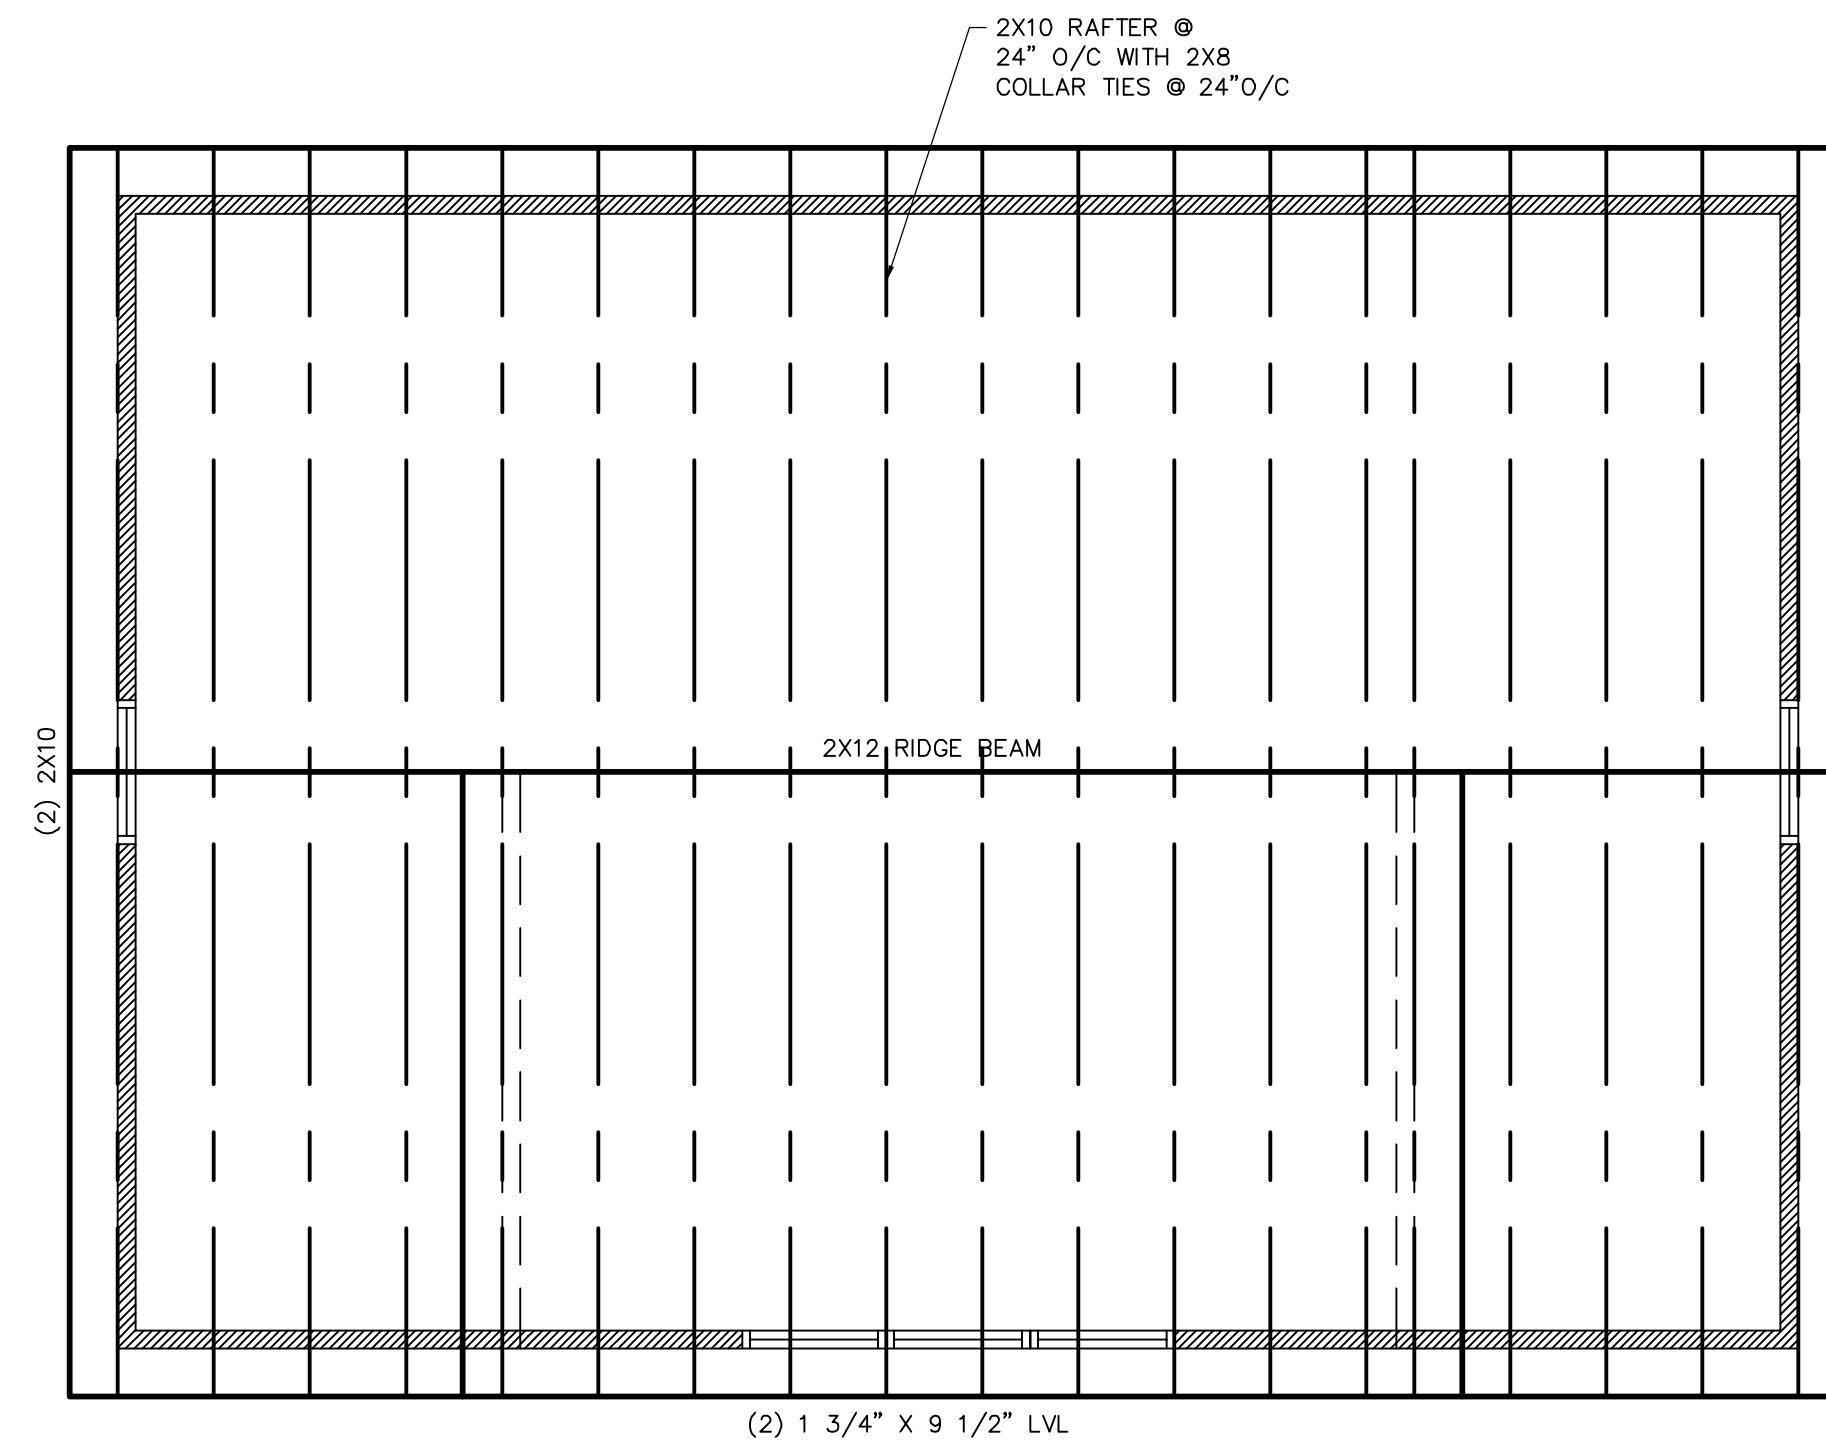 2X10 RAFTER @
24" O/C WITH 2X8
COLLAR TIES @ 24"O/C
(2) 2X10
2X12 RIDGE BEAM
(2) 1 3/4" X 9 1/2" LVL